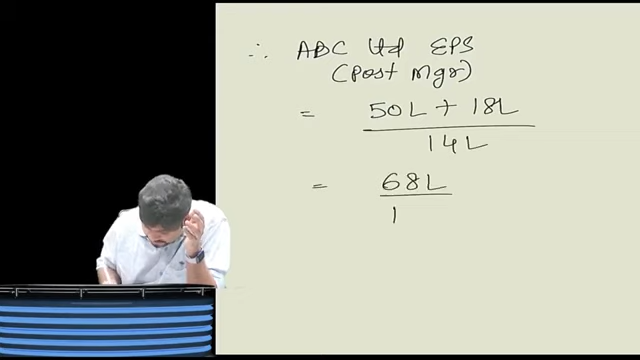 ∴ ABC Ltd EPS
(Post Mgr)
= 50L + 18L
14L
= 68L
1